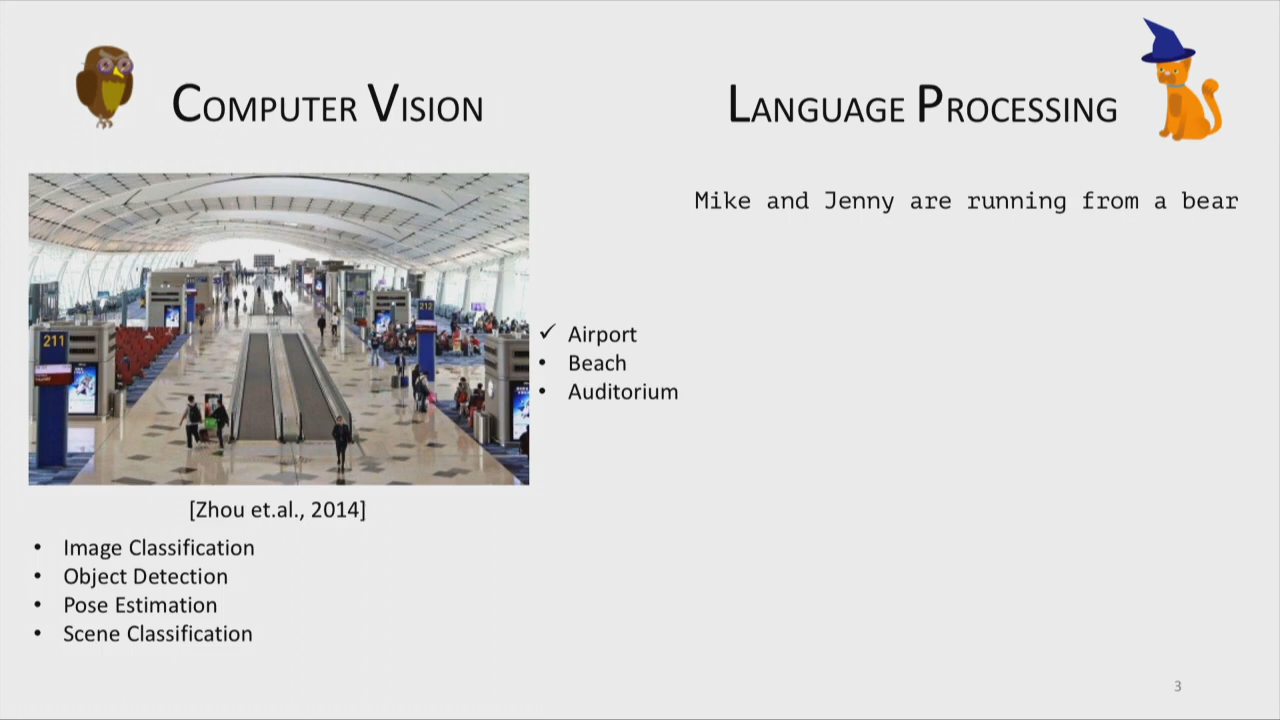 COMPUTER VISION
LANGUAGE PROCESSING
Mike and Jenny are running from a bear
211
212
✓ Airport
• Beach
• Auditorium
[Zhou et.al., 2014]
• Image Classification
• Object Detection
• Pose Estimation
• Scene Classification
3